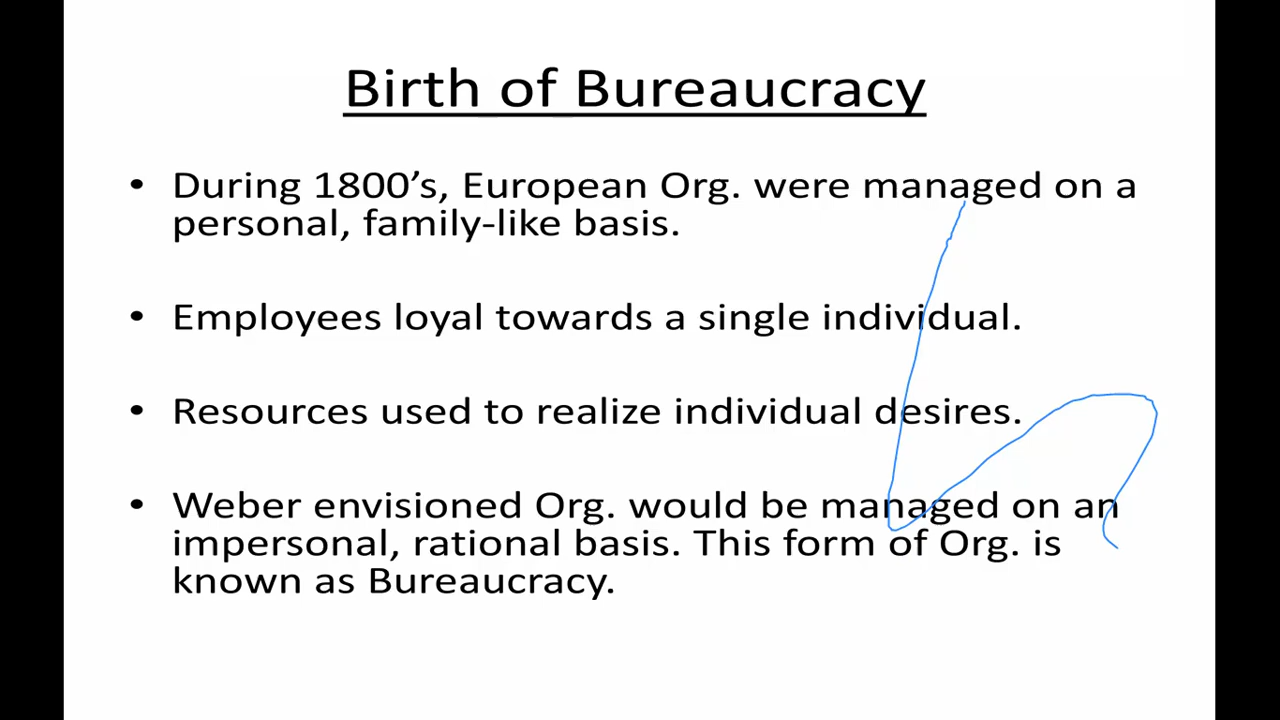 Birth of Bureaucracy
• During 1800’s, European Org. were managed on a
personal, family-like basis.
• Employees loyal towards a single individual.
• Resources used to realize individual desires.
• Weber envisioned Org. would be managed on an
impersonal, rational basis. This form of Org. is
known as Bureaucracy.